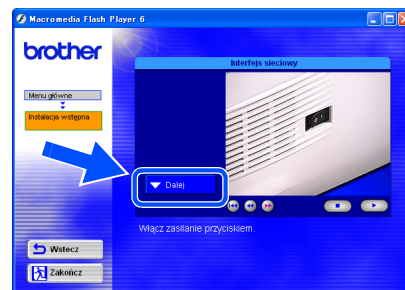 Macromedia Flash Player 6
brother
Interfejs sieciowy
Menu główne
Instalacja wstępna
Dalej
Włącz zasilanie przyciskiem.
Wstecz
Zakończ